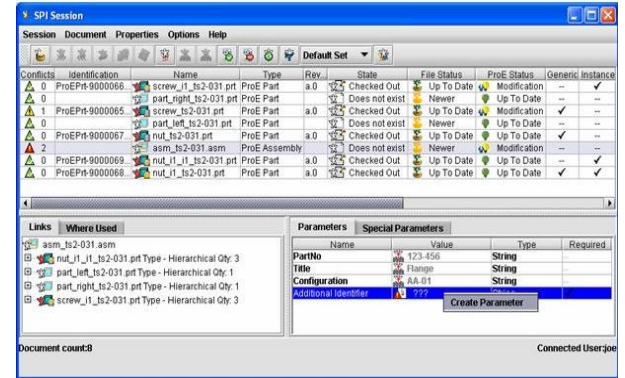 SPI Session
Session Document Properties Options Help
Default Set
Conflicts Identification Name Type Rev... State File Status ProE Status Generic Instance
0 ProEPrt-9000066... screw_i1_ts2-031.prt ProE Part a.0 Checked Out Up To Date Modification -- ✓
0 part_right_ts2-031.prt ProE Part Does not exist Newer Up To Date -- --
1 ProEPrt-9000065... screw_ts2-031.prt ProE Part a.0 Checked Out Up To Date Modification ✓ --
0 part_left_ts2-031.prt ProE Part Does not exist Newer Up To Date -- --
0 ProEPrt-9000067... nut_ts2-031.prt ProE Part a.0 Checked Out Up To Date Modification ✓ --
2 asm_ts2-031.asm ProE Assembly Does not exist Newer Modification -- --
0 ProEPrt-9000069... nut_i1_i1_ts2-031.prt ProE Part a.0 Checked Out Up To Date Up To Date -- ✓
0 ProEPrt-9000068... nut_i1_ts2-031.prt ProE Part a.0 Checked Out Up To Date Up To Date ✓ ✓
Links Where Used
asm_ts2-031.asm
nut_i1_i1_ts2-031.prt Type - Hierarchical Qty: 3
part_left_ts2-031.prt Type - Hierarchical Qty: 1
part_right_ts2-031.prt Type - Hierarchical Qty: 1
screw_i1_ts2-031.prt Type - Hierarchical Qty: 3
Parameters Special Parameters
Name Value Type Required
PartNo 123-456 String --
Title Flange String --
Configuration AA-01 String --
Additional Identifier ???
Create Parameter
Document count:8 Connected User:joe